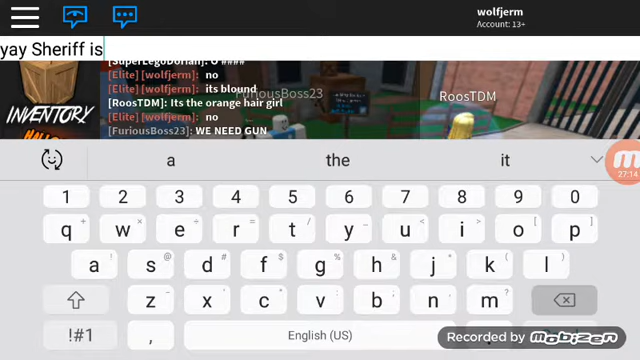 wolfjerm
Account: 13+
yay Sheriff is
[SuperLegoDorian]: O ####
[Elite] [wolfjerm]: no
[Elite] [wolfjerm]: its blound
FuriousBoss23
[RoosTDM]: Its the orange hair girl
RoosTDM
[Elite] [wolfjerm]: no
[FuriousBoss23]: WE NEED GUN
INVENTORY
a the it
27:14
1 2 3 4 5 6 7 8 9 0
q w e r t y u i o p
+ × ÷ = / _ < > [ ]
a s d f g h j k l
! @ # $ % & * ( )
z x c v b n m
- ' " : ; , ?
!#1 , English (US)
Recorded by mobizen